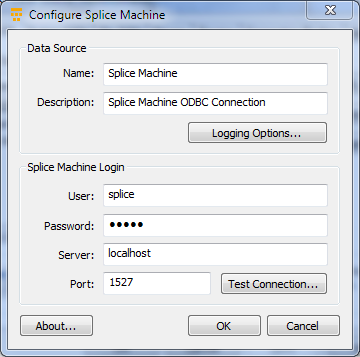 Configure Splice Machine
Data Source
Name: Splice Machine
Description: Splice Machine ODBC Connection
Logging Options...
Splice Machine Login
User: splice
Password: •••••
Server: localhost
Port: 1527 Test Connection...
About... OK Cancel